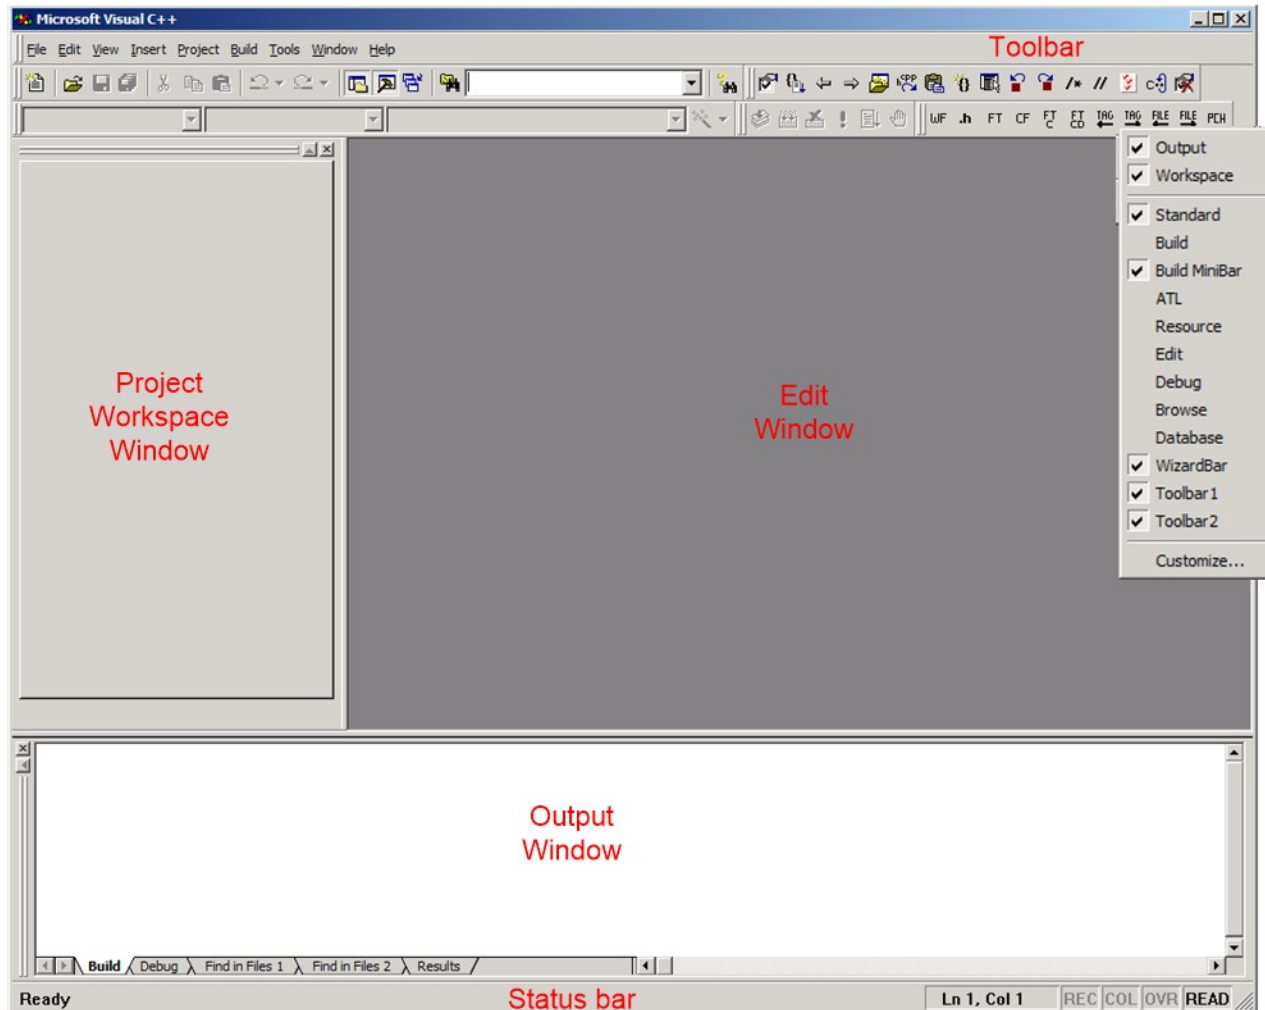 Microsoft Visual C++
File Edit View Insert Project Build Tools Window Help
Toolbar
CPP /* // c
WF .h FT CF FT C FT CD TAG TAG FILE FILE PCH
Output
Workspace
Standard
Build
Build MiniBar
ATL
Resource
Edit
Debug
Browse
Database
WizardBar
Toolbar1
Toolbar2
Customize...
Project
Workspace
Window
Edit
Window
Output
Window
Build Debug Find in Files 1 Find in Files 2 Results
Ready Status bar Ln 1, Col 1 REC COL OVR READ